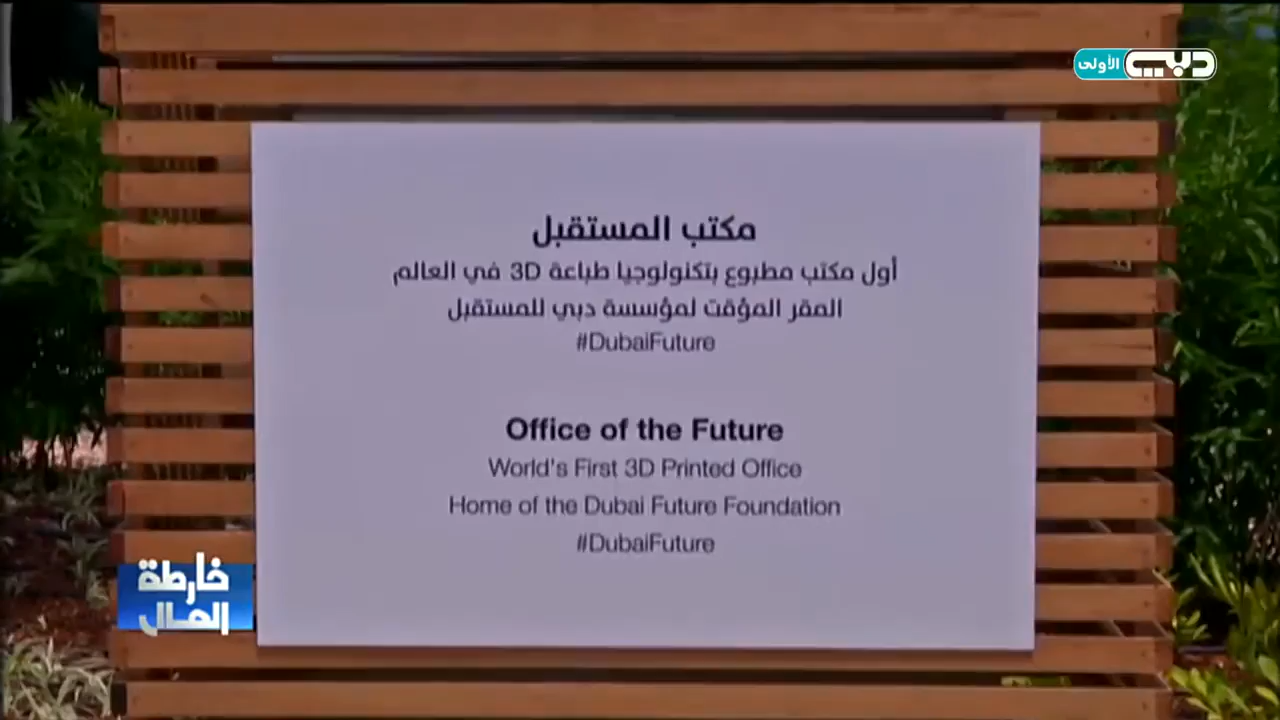 الأولى دبي
مكتب المستقبل
أول مكتب مطبوع بتكنولوجيا طباعة 3D في العالم
المقر المؤقت لمؤسسة دبي للمستقبل
#DubaiFuture
Office of the Future
World's First 3D Printed Office
Home of the Dubai Future Foundation
#DubaiFuture
خارطة
المال